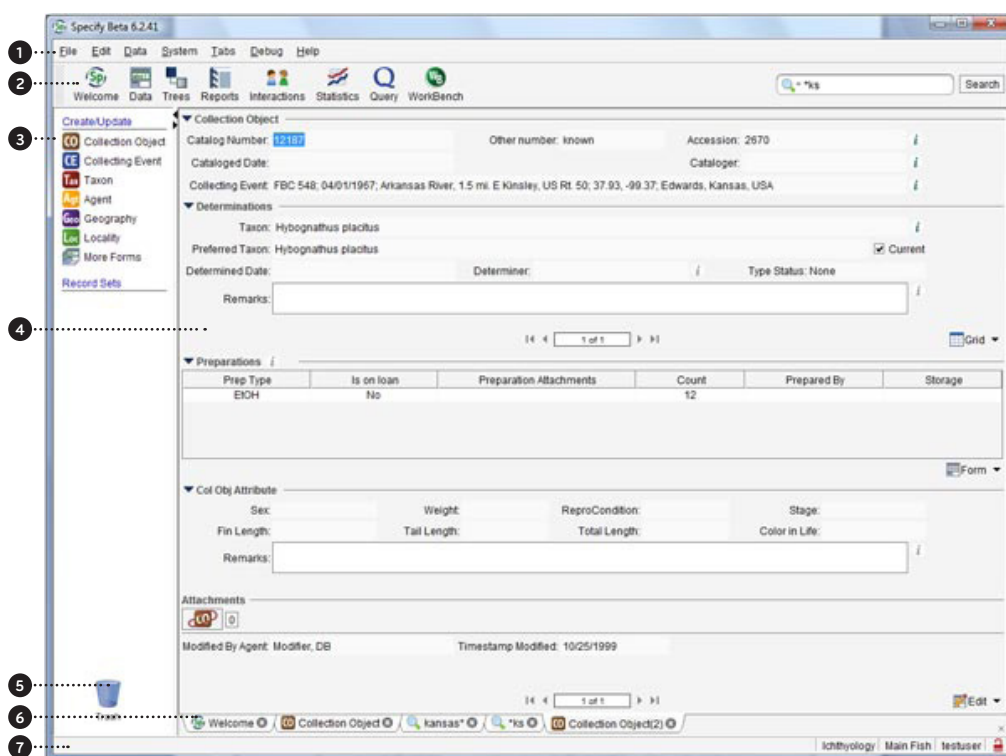 Specify Beta 6.2.41
1 File Edit Data System Tabs Debug Help
2 Welcome Data Trees Reports Interactions Statistics Query WorkBench *ks Search
3 Create/Update
Collection Object
Collecting Event
Taxon
Agent
Geography
Locality
More Forms
Record Sets
Collection Object
Catalog Number: 12187 Other number: known Accession: 2670 i
Cataloged Date: Cataloger: i
Collecting Event: FBC 548; 04/01/1967; Arkansas River, 1.5 mi. E Kinsley, US Rt. 50; 37.93, -99.37; Edwards, Kansas, USA i
Determinations
Taxon: Hybognathus placitus i
Preferred Taxon: Hybognathus placitus Current
Determined Date: Determiner: i Type Status: None
Remarks: i
4 1 of 1 Grid
Preparations i
Prep Type Is on loan Preparation Attachments Count Prepared By Storage
EtOH No 12
Form
Col Obj Attribute
Sex: Weight: ReproCondition: Stage:
Fin Length: Tail Length: Total Length: Color in Life:
Remarks: i
Attachments
CO 0
Modified By Agent: Modifier, DB Timestamp Modified: 10/25/1999
5 Trash
1 of 1 Edit
6 Welcome Collection Object kansas* *ks Collection Object(2)
7 Ichthyology Main Fish testuser